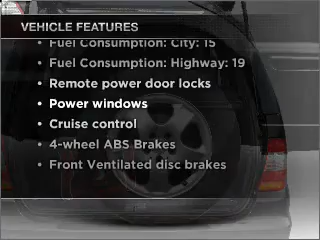 VEHICLE FEATURES
• Fuel Consumption: City: 15
• Fuel Consumption: Highway: 19
• Remote power door locks
• Power windows
• Cruise control
• 4-wheel ABS Brakes
• Front Ventilated disc brakes